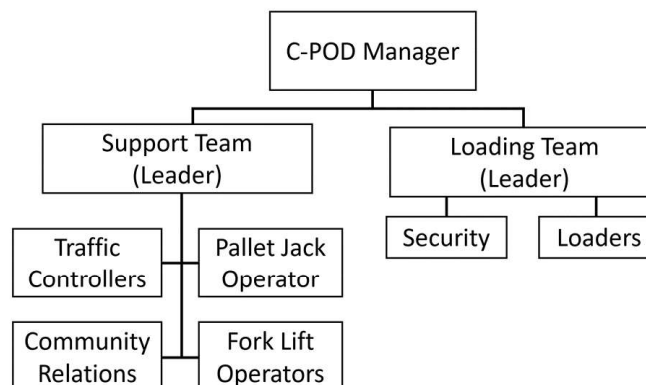 C-POD Manager
Support Team
(Leader)
Loading Team
(Leader)
Traffic
Controllers
Pallet Jack
Operator
Security
Loaders
Community
Relations
Fork Lift
Operators